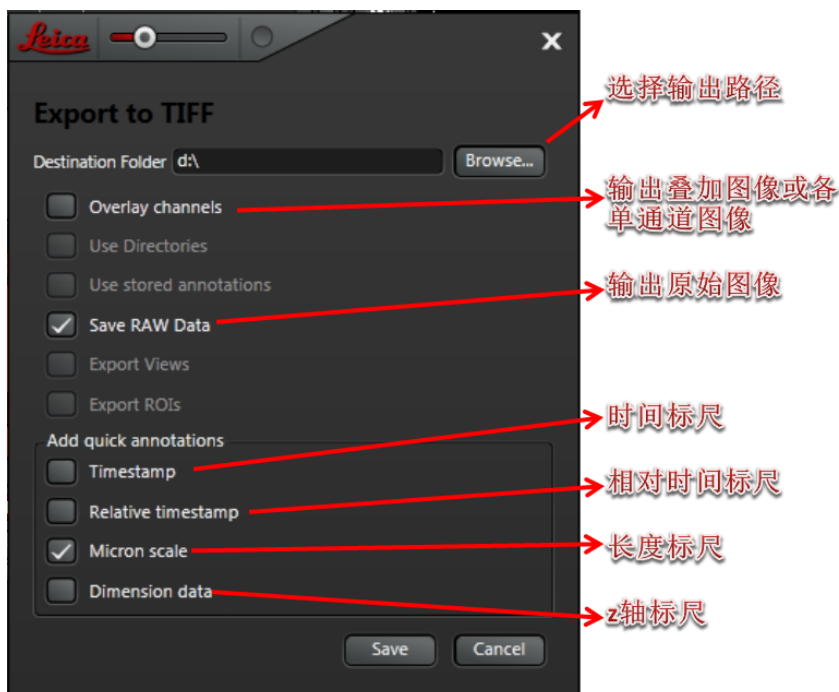 Leica
Export to TIFF
Destination Folder d:\ Browse...
选择输出路径
Overlay channels
输出叠加图像或各
单通道图像
Use Directories
Use stored annotations
Save RAW Data
输出原始图像
Export Views
Export ROIs
Add quick annotations
Timestamp
时间标尺
Relative timestamp
相对时间标尺
Micron scale
长度标尺
Dimension data
z轴标尺
Save Cancel